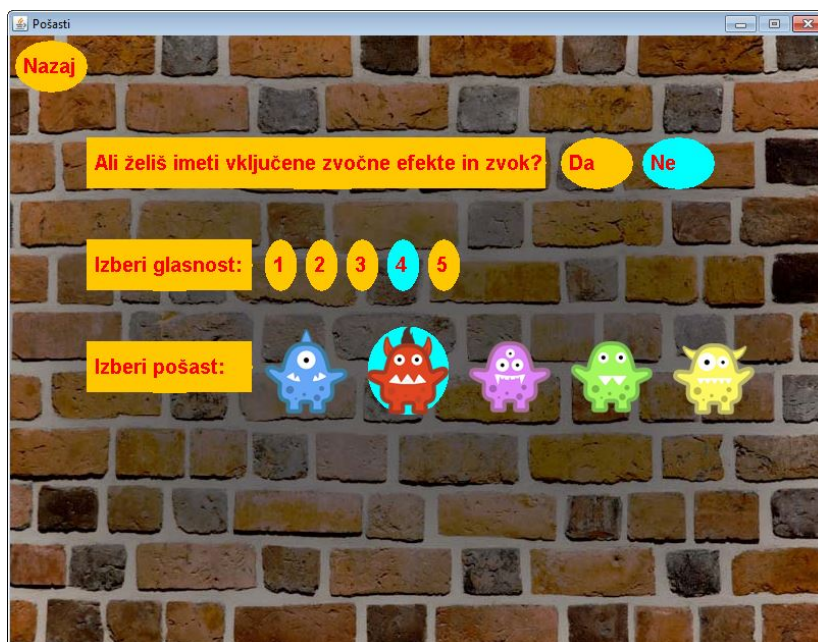 Pošasti
Nazaj
Ali želiš imeti vključene zvočne efekte in zvok? Da Ne
Izberi glasnost: 1 2 3 4 5
Izberi pošast: